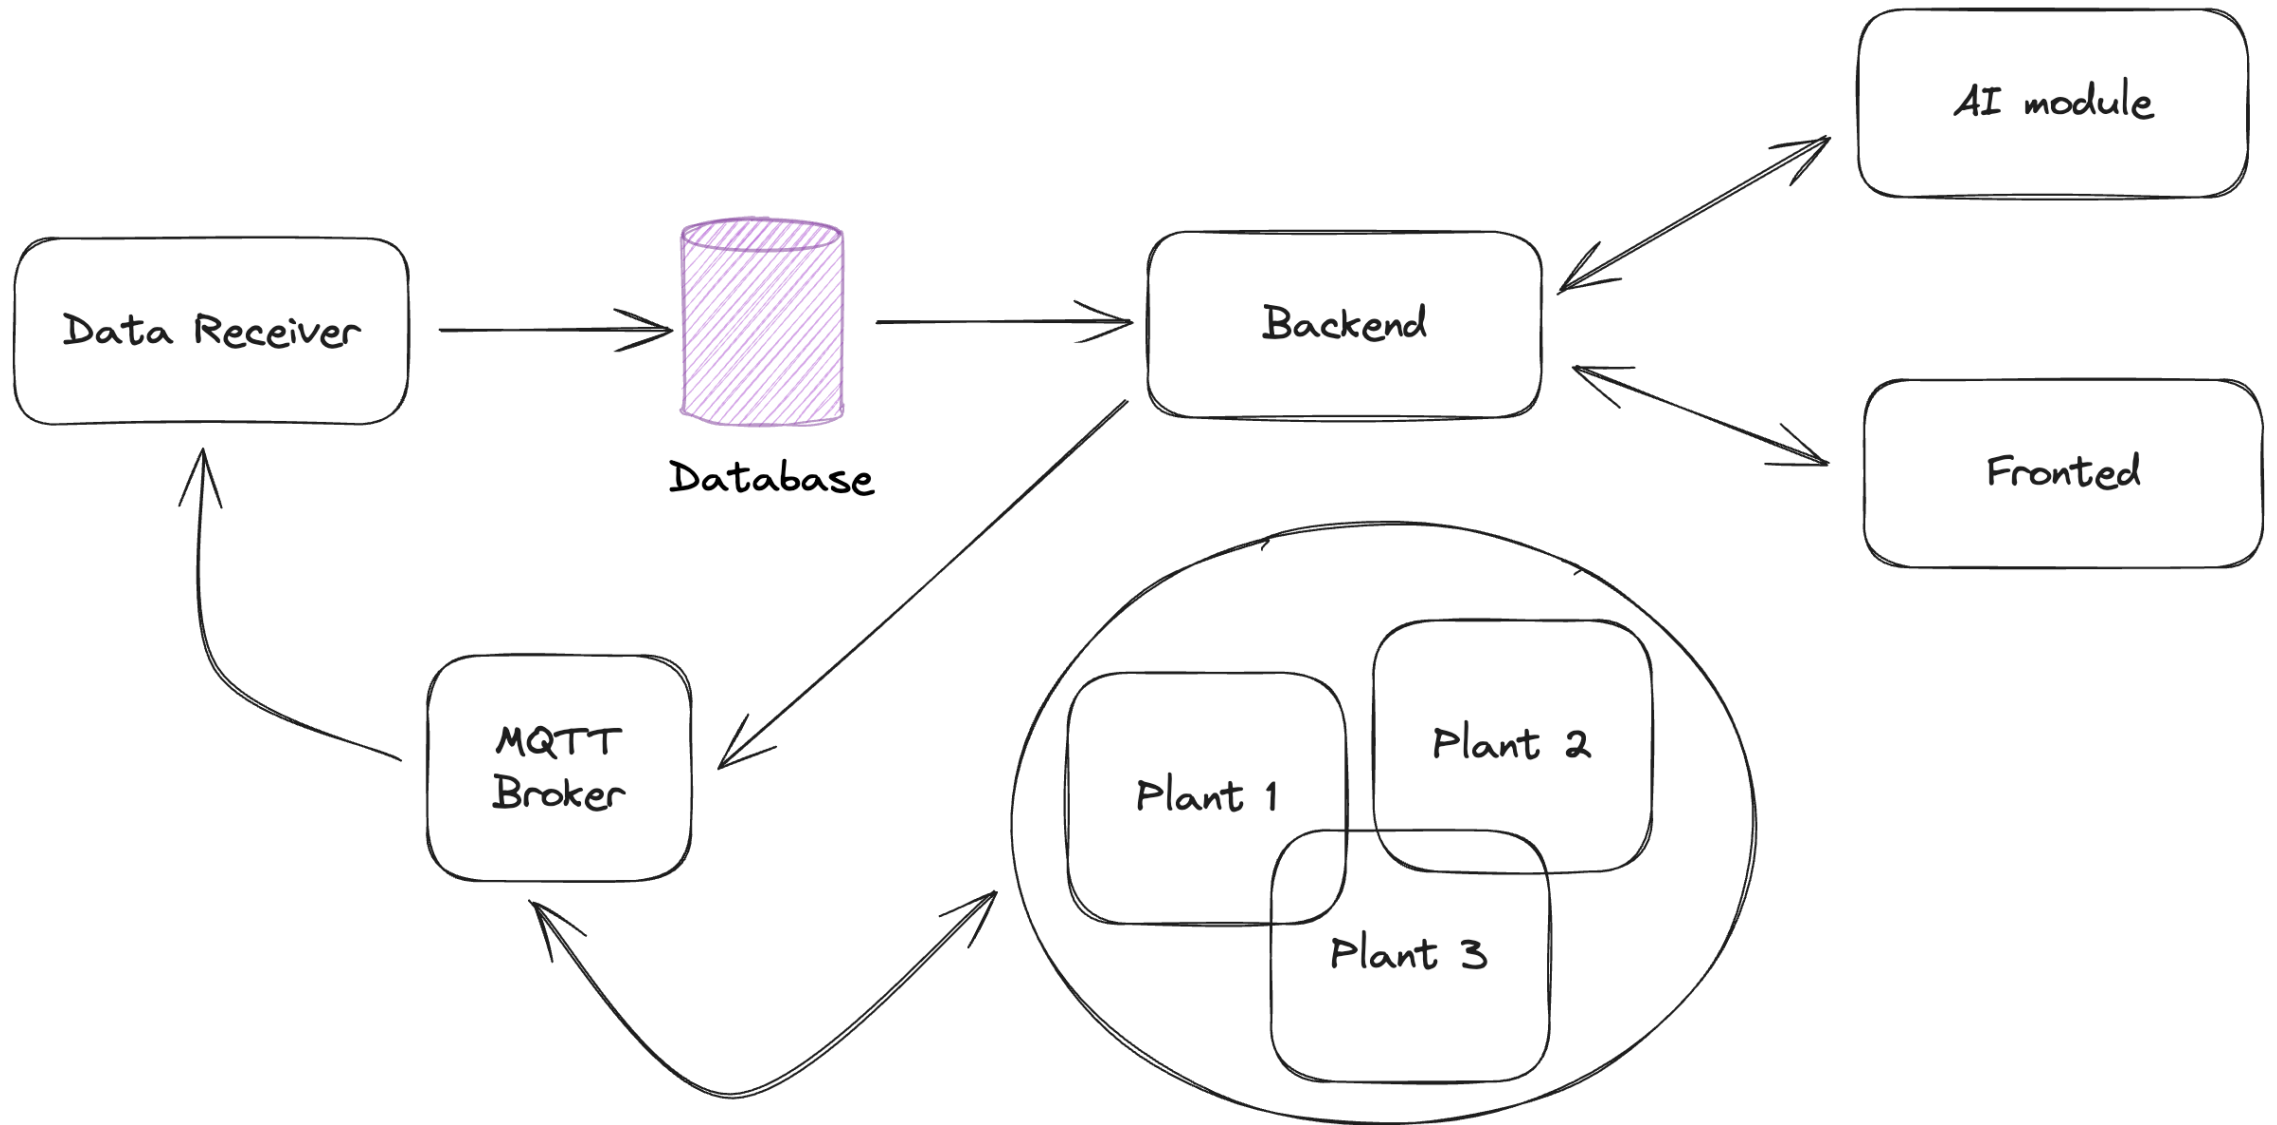 AI module
Data Receiver
Backend
Database
Fronted
MQTT
Broker
Plant 1
Plant 2
Plant 3